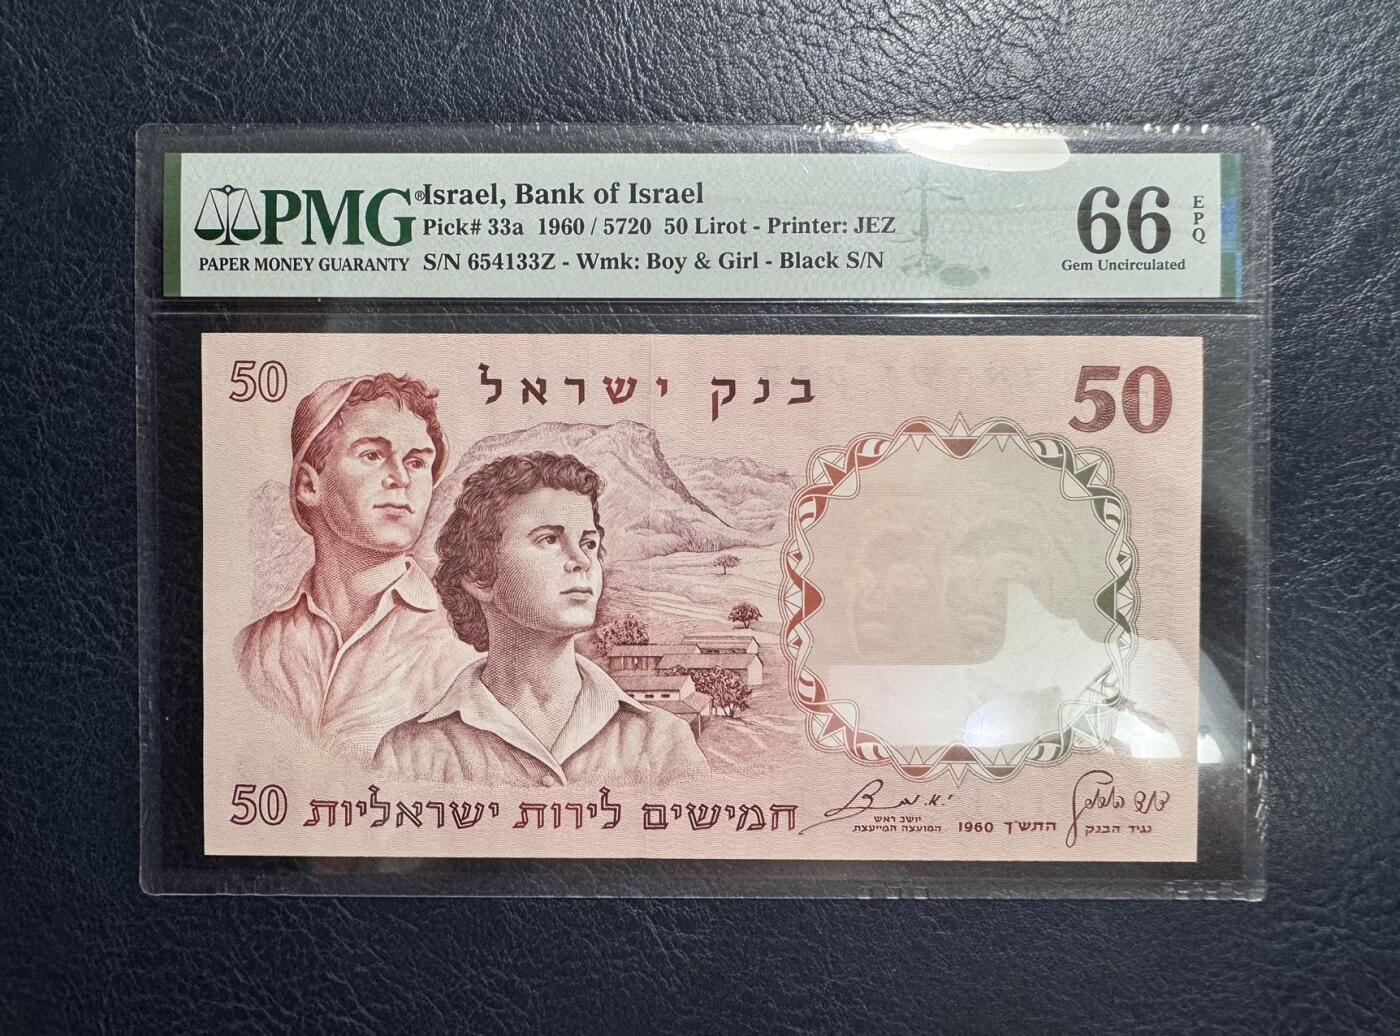 PMG®
PAPER MONEY GUARANTY
Israel, Bank of Israel
Pick# 33a 1960 / 5720 50 Lirot - Printer: JEZ
S/N 654133Z - Wmk: Boy & Girl - Black S/N
66 EPQ
Gem Uncirculated
50
בנק ישראל
50
50
חמישים לירות ישראליות
יושב ראש
המועצה המייעצת
1960 התש״ך
נגיד הבנק